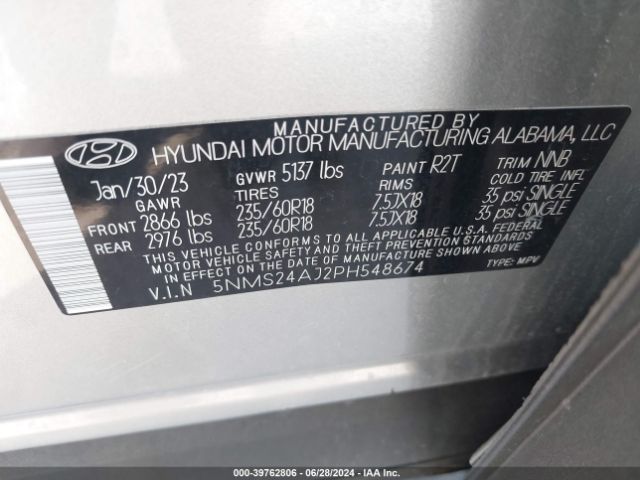 MANUFACTURED BY
HYUNDAI MOTOR MANUFACTURING ALABAMA, LLC
Jan/30/23 GVWR 5137 lbs PAINT R2T TRIM NNB
GAWR TIRES RIMS COLD TIRE INFL
FRONT 2866 lbs 235/60R18 7.5JX18 35 psi SINGLE
REAR 2976 lbs 235/60R18 7.5JX18 35 psi SINGLE
THIS VEHICLE CONFORMS TO ALL APPLICABLE U.S.A. FEDERAL
MOTOR VEHICLE SAFETY AND THEFT PREVENTION STANDARDS
IN EFFECT ON THE DATE OF MANUFACTURE SHOWN ABOVE
V.I.N 5NMS24AJ2PH548674 TYPE: MPV
000-39762806 - 06/28/2024 - IAA Inc.